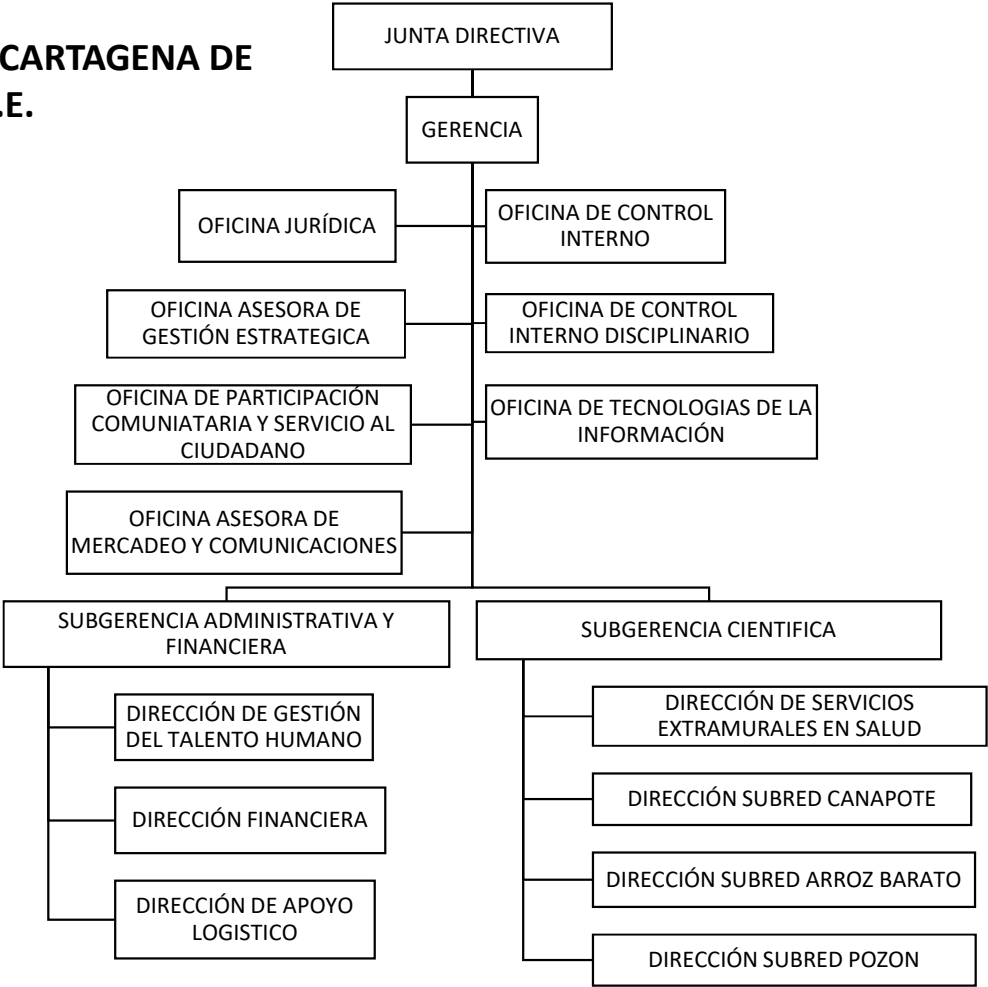 CARTAGENA DE
.E.
JUNTA DIRECTIVA
GERENCIA
OFICINA JURÍDICA
OFICINA DE CONTROL
INTERNO
OFICINA ASESORA DE
GESTIÓN ESTRATEGICA
OFICINA DE CONTROL
INTERNO DISCIPLINARIO
OFICINA DE PARTICIPACIÓN
COMUNIATARIA Y SERVICIO AL
CIUDADANO
OFICINA DE TECNOLOGIAS DE LA
INFORMACIÓN
OFICINA ASESORA DE
MERCADEO Y COMUNICACIONES
SUBGERENCIA ADMINISTRATIVA Y
FINANCIERA
SUBGERENCIA CIENTIFICA
DIRECCIÓN DE GESTIÓN
DEL TALENTO HUMANO
DIRECCIÓN FINANCIERA
DIRECCIÓN DE APOYO
LOGISTICO
DIRECCIÓN DE SERVICIOS
EXTRAMURALES EN SALUD
DIRECCIÓN SUBRED CANAPOTE
DIRECCIÓN SUBRED ARROZ BARATO
DIRECCIÓN SUBRED POZON